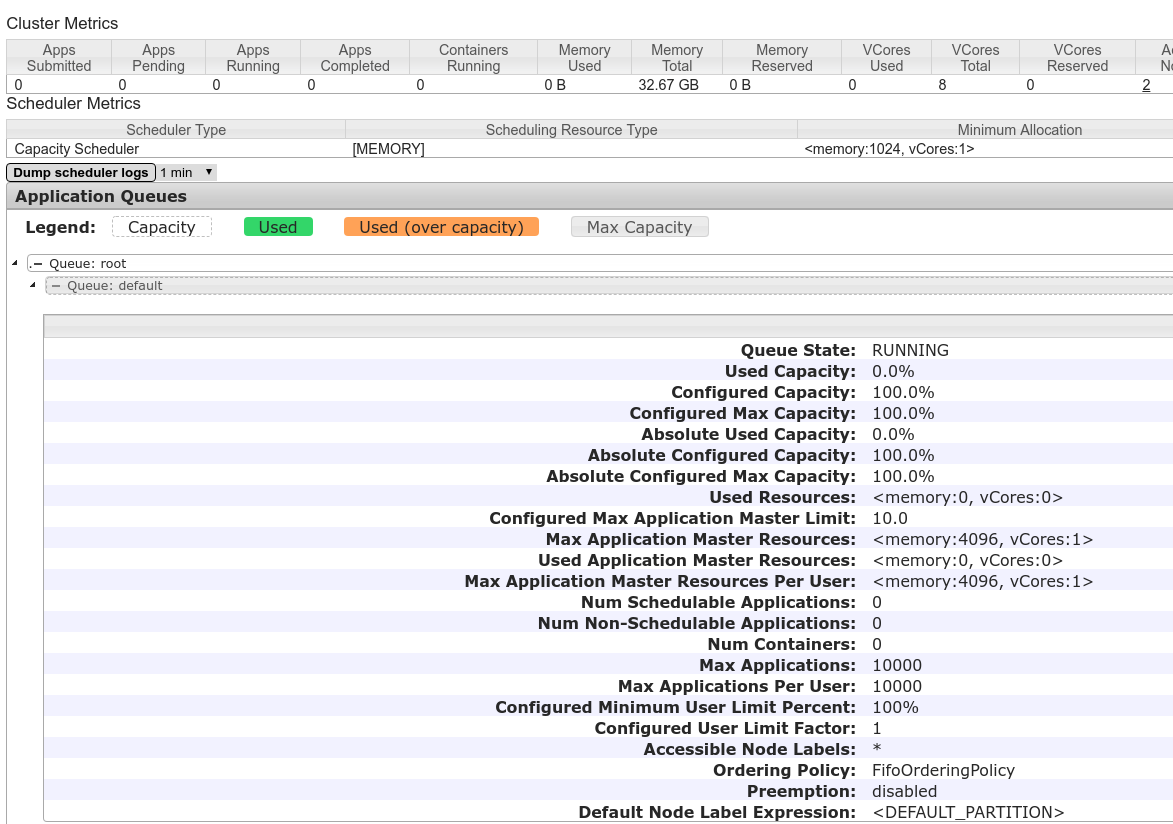 Cluster Metrics
Apps Submitted Apps Pending Apps Running Apps Completed Containers Running Memory Used Memory Total Memory Reserved VCores Used VCores Total VCores Reserved
0 0 0 0 0 0 B 32.67 GB 0 B 0 8 0 2
Scheduler Metrics
Scheduler Type Scheduling Resource Type Minimum Allocation
Capacity Scheduler [MEMORY] <memory:1024, vCores:1>
Dump scheduler logs 1 min
Application Queues
Legend: Capacity Used Used (over capacity) Max Capacity
Queue: root
Queue: default
Queue State: RUNNING
Used Capacity: 0.0%
Configured Capacity: 100.0%
Configured Max Capacity: 100.0%
Absolute Used Capacity: 0.0%
Absolute Configured Capacity: 100.0%
Absolute Configured Max Capacity: 100.0%
Used Resources: <memory:0, vCores:0>
Configured Max Application Master Limit: 10.0
Max Application Master Resources: <memory:4096, vCores:1>
Used Application Master Resources: <memory:0, vCores:0>
Max Application Master Resources Per User: <memory:4096, vCores:1>
Num Schedulable Applications: 0
Num Non-Schedulable Applications: 0
Num Containers: 0
Max Applications: 10000
Max Applications Per User: 10000
Configured Minimum User Limit Percent: 100%
Configured User Limit Factor: 1
Accessible Node Labels: *
Ordering Policy: FifoOrderingPolicy
Preemption: disabled
Default Node Label Expression: <DEFAULT_PARTITION>